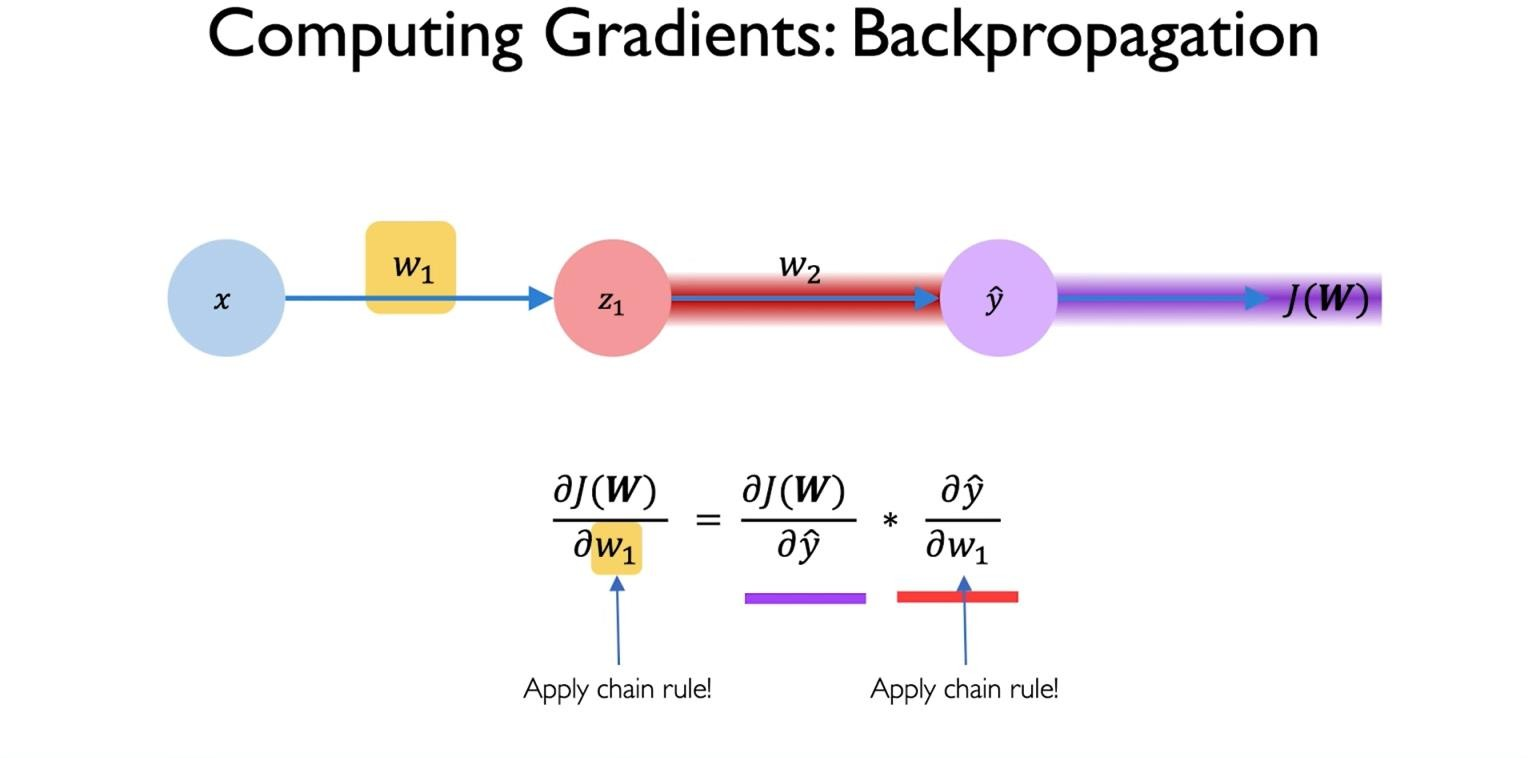 Computing Gradients: Backpropagation
w₁ w₂
x z₁ ŷ J(W)
∂J(W) / ∂w₁ = ∂J(W) / ∂ŷ * ∂ŷ / ∂w₁
Apply chain rule! Apply chain rule!